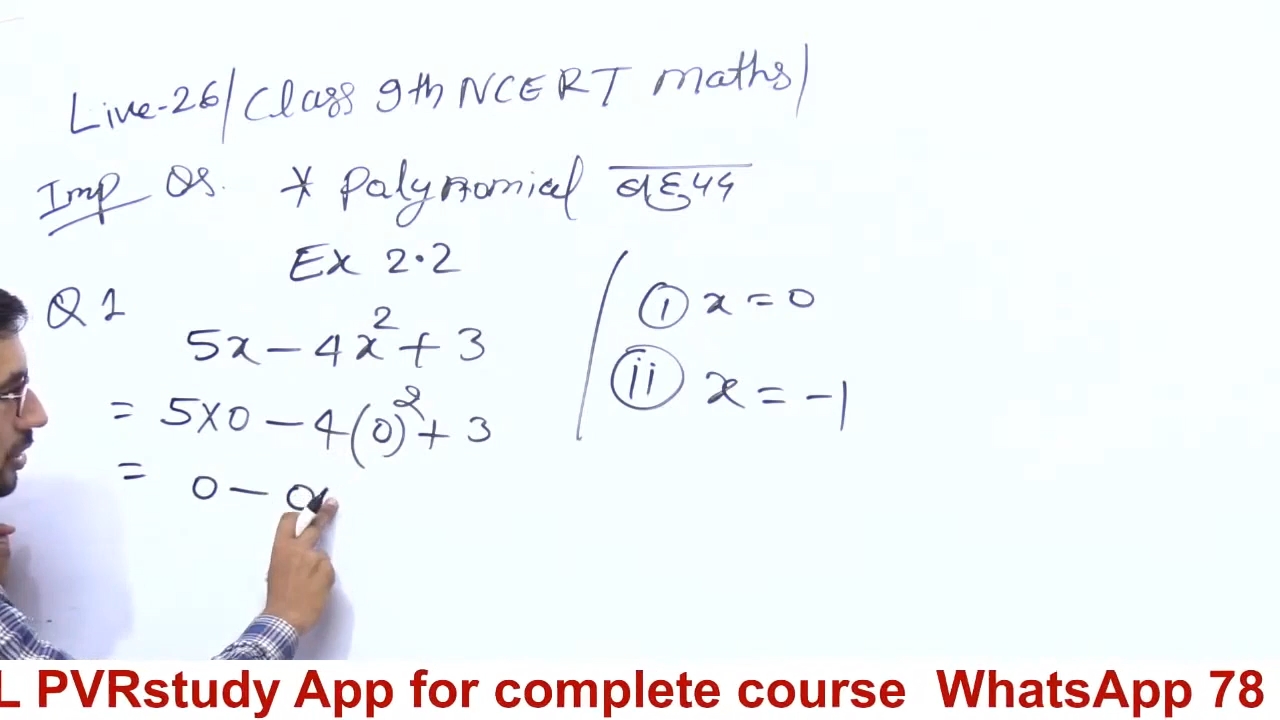 Live-26/Class 9th NCERT maths/
Imp Qs. * Polynomial बहुपद
Ex 2.2
Q 1
5x - 4x² + 3
= 5×0 - 4(0)² + 3
= 0 - 0
(i) x = 0
(ii) x = -1
L PVRstudy App for complete course WhatsApp 78